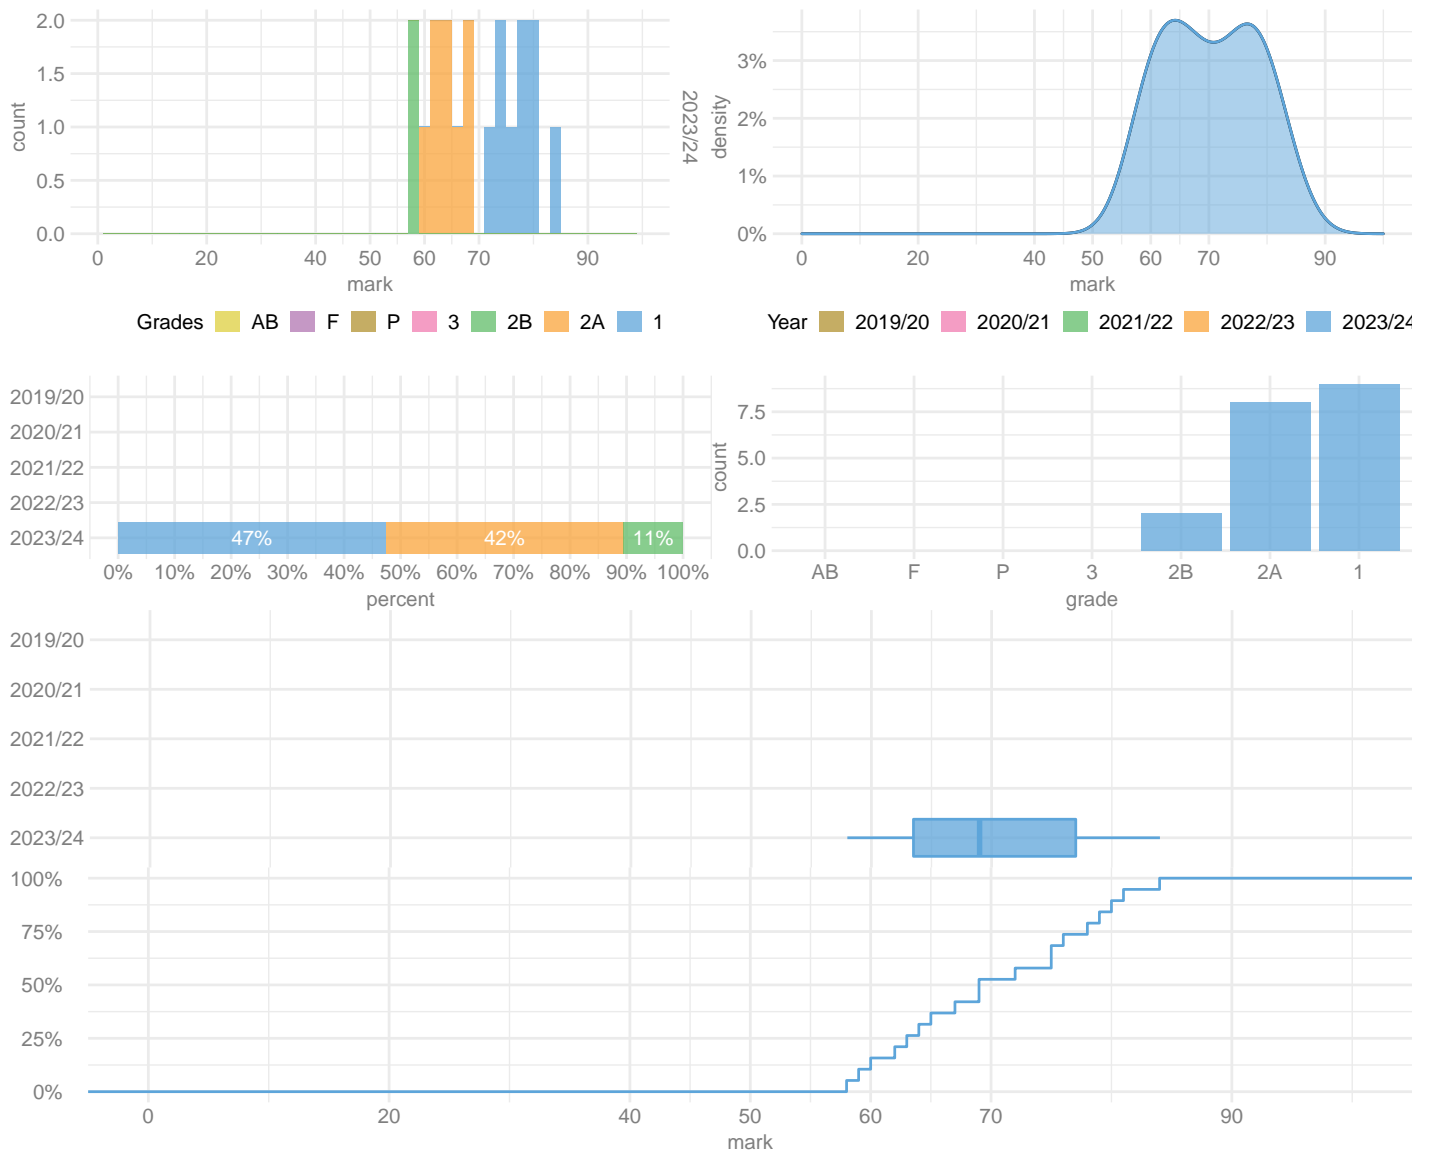 2.0
1.5
1.0
0.5
0.0
count
0 20 40 50 60 70 90
mark
2023/24
Grades AB F P 3 2B 2A 1
3%
2%
1%
0%
density
0 20 40 50 60 70 90
mark
Year 2019/20 2020/21 2021/22 2022/23 2023/24
2019/20
2020/21
2021/22
2022/23
2023/24
47% 42% 11%
0% 10% 20% 30% 40% 50% 60% 70% 80% 90% 100%
percent
7.5
5.0
2.5
0.0
count
AB F P 3 2B 2A 1
grade
2019/20
2020/21
2021/22
2022/23
2023/24
100%
75%
50%
25%
0%
0 20 40 50 60 70 90
mark